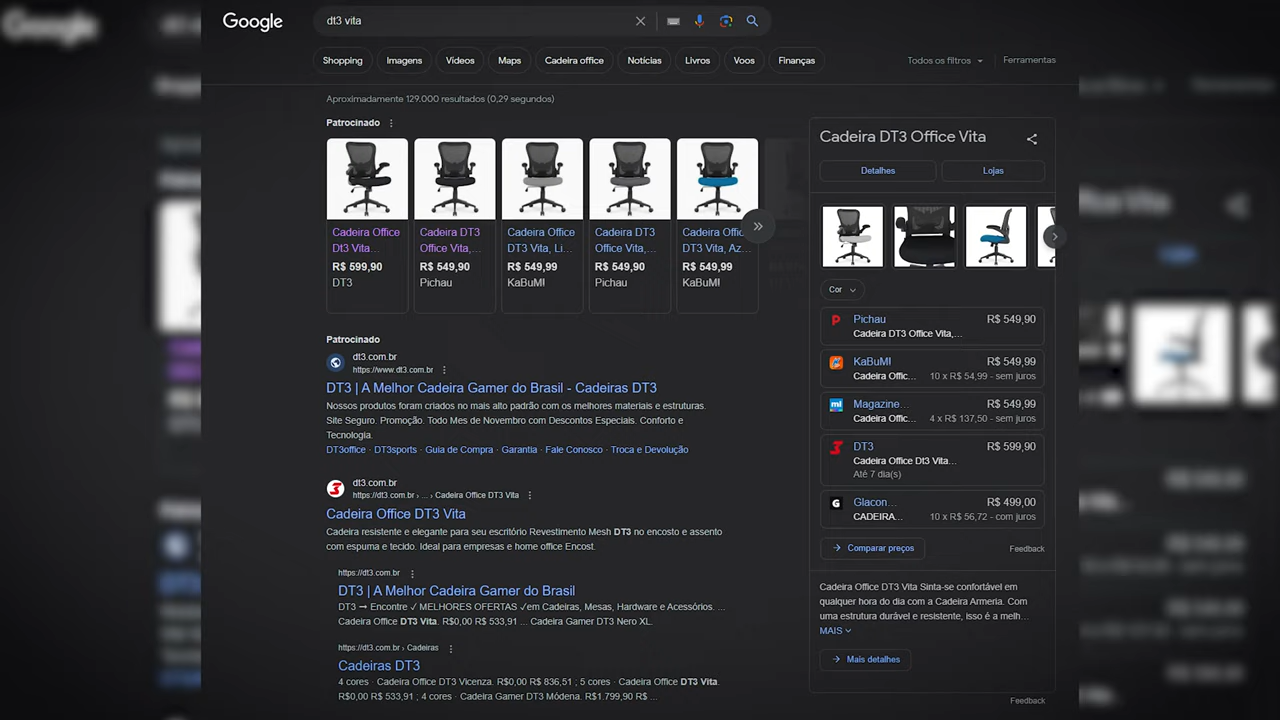 Google
dt3 vita
Shopping
Imagens
Vídeos
Maps
Cadeira office
Notícias
Livros
Voos
Finanças
Todos os filtros
Ferramentas
Aproximadamente 129.000 resultados (0,29 segundos)
Patrocinado
Cadeira Office
Dt3 Vita...
R$ 599,90
DT3
Cadeira DT3
Office Vita,...
R$ 549,90
Pichau
Cadeira Office
DT3 Vita, Li...
R$ 549,99
KaBuM!
Cadeira DT3
Office Vita,...
R$ 549,90
Pichau
Cadeira Offic
DT3 Vita, Az...
R$ 549,99
KaBuM!
Patrocinado
dt3.com.br
https://www.dt3.com.br
DT3 | A Melhor Cadeira Gamer do Brasil - Cadeiras DT3
Nossos produtos foram criados no mais alto padrão com os melhores materiais e estruturas.
Site Seguro. Promoção. Todo Mes de Novembro com Descontos Especiais. Conforto e
Tecnologia.
DT3office · DT3sports · Guia de Compra · Garantia · Fale Conosco · Troca e Devolução
dt3.com.br
https://dt3.com.br › ... › Cadeira Office DT3 Vita
Cadeira Office DT3 Vita
Cadeira resistente e elegante para seu escritório Revestimento Mesh DT3 no encosto e assento
com espuma e tecido. Ideal para empresas e home office Encost.
https://dt3.com.br
DT3 | A Melhor Cadeira Gamer do Brasil
DT3 ➞ Encontre ✓ MELHORES OFERTAS ✓em Cadeiras, Mesas, Hardware e Acessórios. ...
Cadeira Office DT3 Vita. R$0,00 R$ 533,91 ... Cadeira Gamer DT3 Nero XL.
https://dt3.com.br › Cadeiras
Cadeiras DT3
4 cores · Cadeira Office DT3 Vicenza. R$0,00 R$ 836,51 ; 5 cores · Cadeira Office DT3 Vita.
R$0,00 R$ 533,91 ; 4 cores · Cadeira Gamer DT3 Módena. R$1.799,90 R$ ...
Cadeira DT3 Office Vita
Detalhes
Lojas
Cor
Pichau
R$ 549,90
Cadeira DT3 Office Vita,...
KaBuM!
R$ 549,99
Cadeira Offic...
10 x R$ 54,99 - sem juros
Magazine...
R$ 549,99
Cadeira Offic...
4 x R$ 137,50 - sem juros
DT3
R$ 599,90
Cadeira Office Dt3 Vita...
Até 7 dia(s)
Glacon...
R$ 499,00
CADEIRA...
10 x R$ 56,72 - com juros
Comparar preços
Feedback
Cadeira Office DT3 Vita Sinta-se confortável em
qualquer hora do dia com a Cadeira Armeria. Com
uma estrutura durável e resistente, isso é a melh...
MAIS
Mais detalhes
Feedback